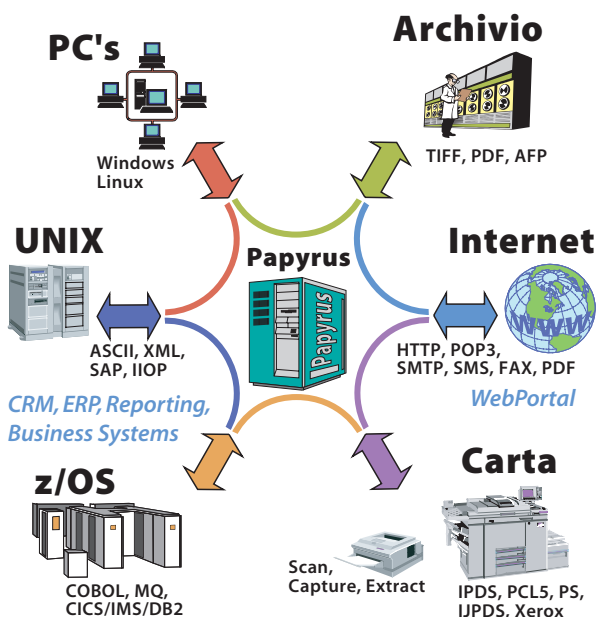 PC's
Windows
Linux
Archivio
TIFF, PDF, AFP
UNIX
ASCII, XML,
SAP, IIOP
CRM, ERP, Reporting,
Business Systems
Papyrus
Papyrus
Internet
WWW
HTTP, POP3,
SMTP, SMS, FAX, PDF
WebPortal
z/OS
COBOL, MQ,
CICS/IMS/DB2
Carta
Scan,
Capture, Extract
IPDS, PCL5, PS,
IJPDS, Xerox